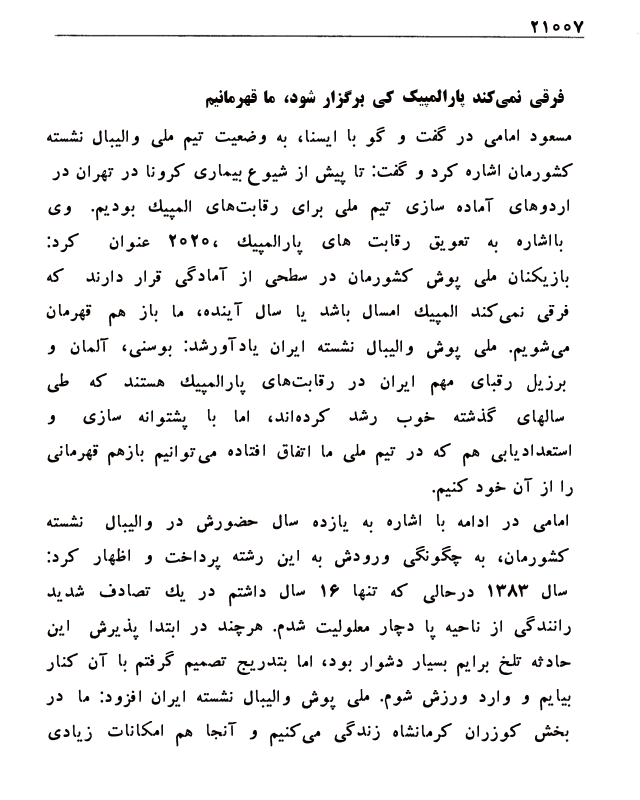 ۲۱۰۰۷
فرقی نمی‌کند پارالمپیک کی برگزار شود، ما قهرمانیم
مسعود امامی در گفت و گو با ایسنا، به وضعیت تیم ملی والیبال نشسته
کشورمان اشاره کرد و گفت: تا پیش از شیوع بیماری کرونا در تهران در
اردوهای آماده سازی تیم ملی برای رقابت‌های المپیك بودیم. وی
بااشاره به تعویق رقابت های پارالمپیك ،۲۰۲۰ عنوان کرد:
بازیکنان ملی پوش کشورمان در سطحی از آمادگی قرار دارند که
فرقی نمی‌کند المپیك امسال باشد یا سال آینده، ما باز هم قهرمان
می‌شویم. ملی پوش والیبال نشسته ایران یادآورشد: بوسنی، آلمان و
برزیل رقبای مهم ایران در رقابت‌های پارالمپیك هستند که طی
سالهای گذشته خوب رشد کرده‌اند، اما با پشتوانه سازی و
استعدادیابی هم که در تیم ملی ما اتفاق افتاده می‌توانیم بازهم قهرمانی
را از آن خود کنیم.
امامی در ادامه با اشاره به یازده سال حضورش در والیبال نشسته
کشورمان، به چگونگی ورودش به این رشته پرداخت و اظهار کرد:
سال ۱۳۸۳ درحالی که تنها ۱۶ سال داشتم در یك تصادف شدید
رانندگی از ناحیه پا دچار معلولیت شدم. هرچند در ابتدا پذیرش این
حادثه تلخ برایم بسیار دشوار بود، اما بتدریج تصمیم گرفتم با آن کنار
بیایم و وارد ورزش شوم. ملی پوش والیبال نشسته ایران افزود: ما در
بخش کوزران کرمانشاه زندگی می‌کنیم و آنجا هم امکانات زیادی